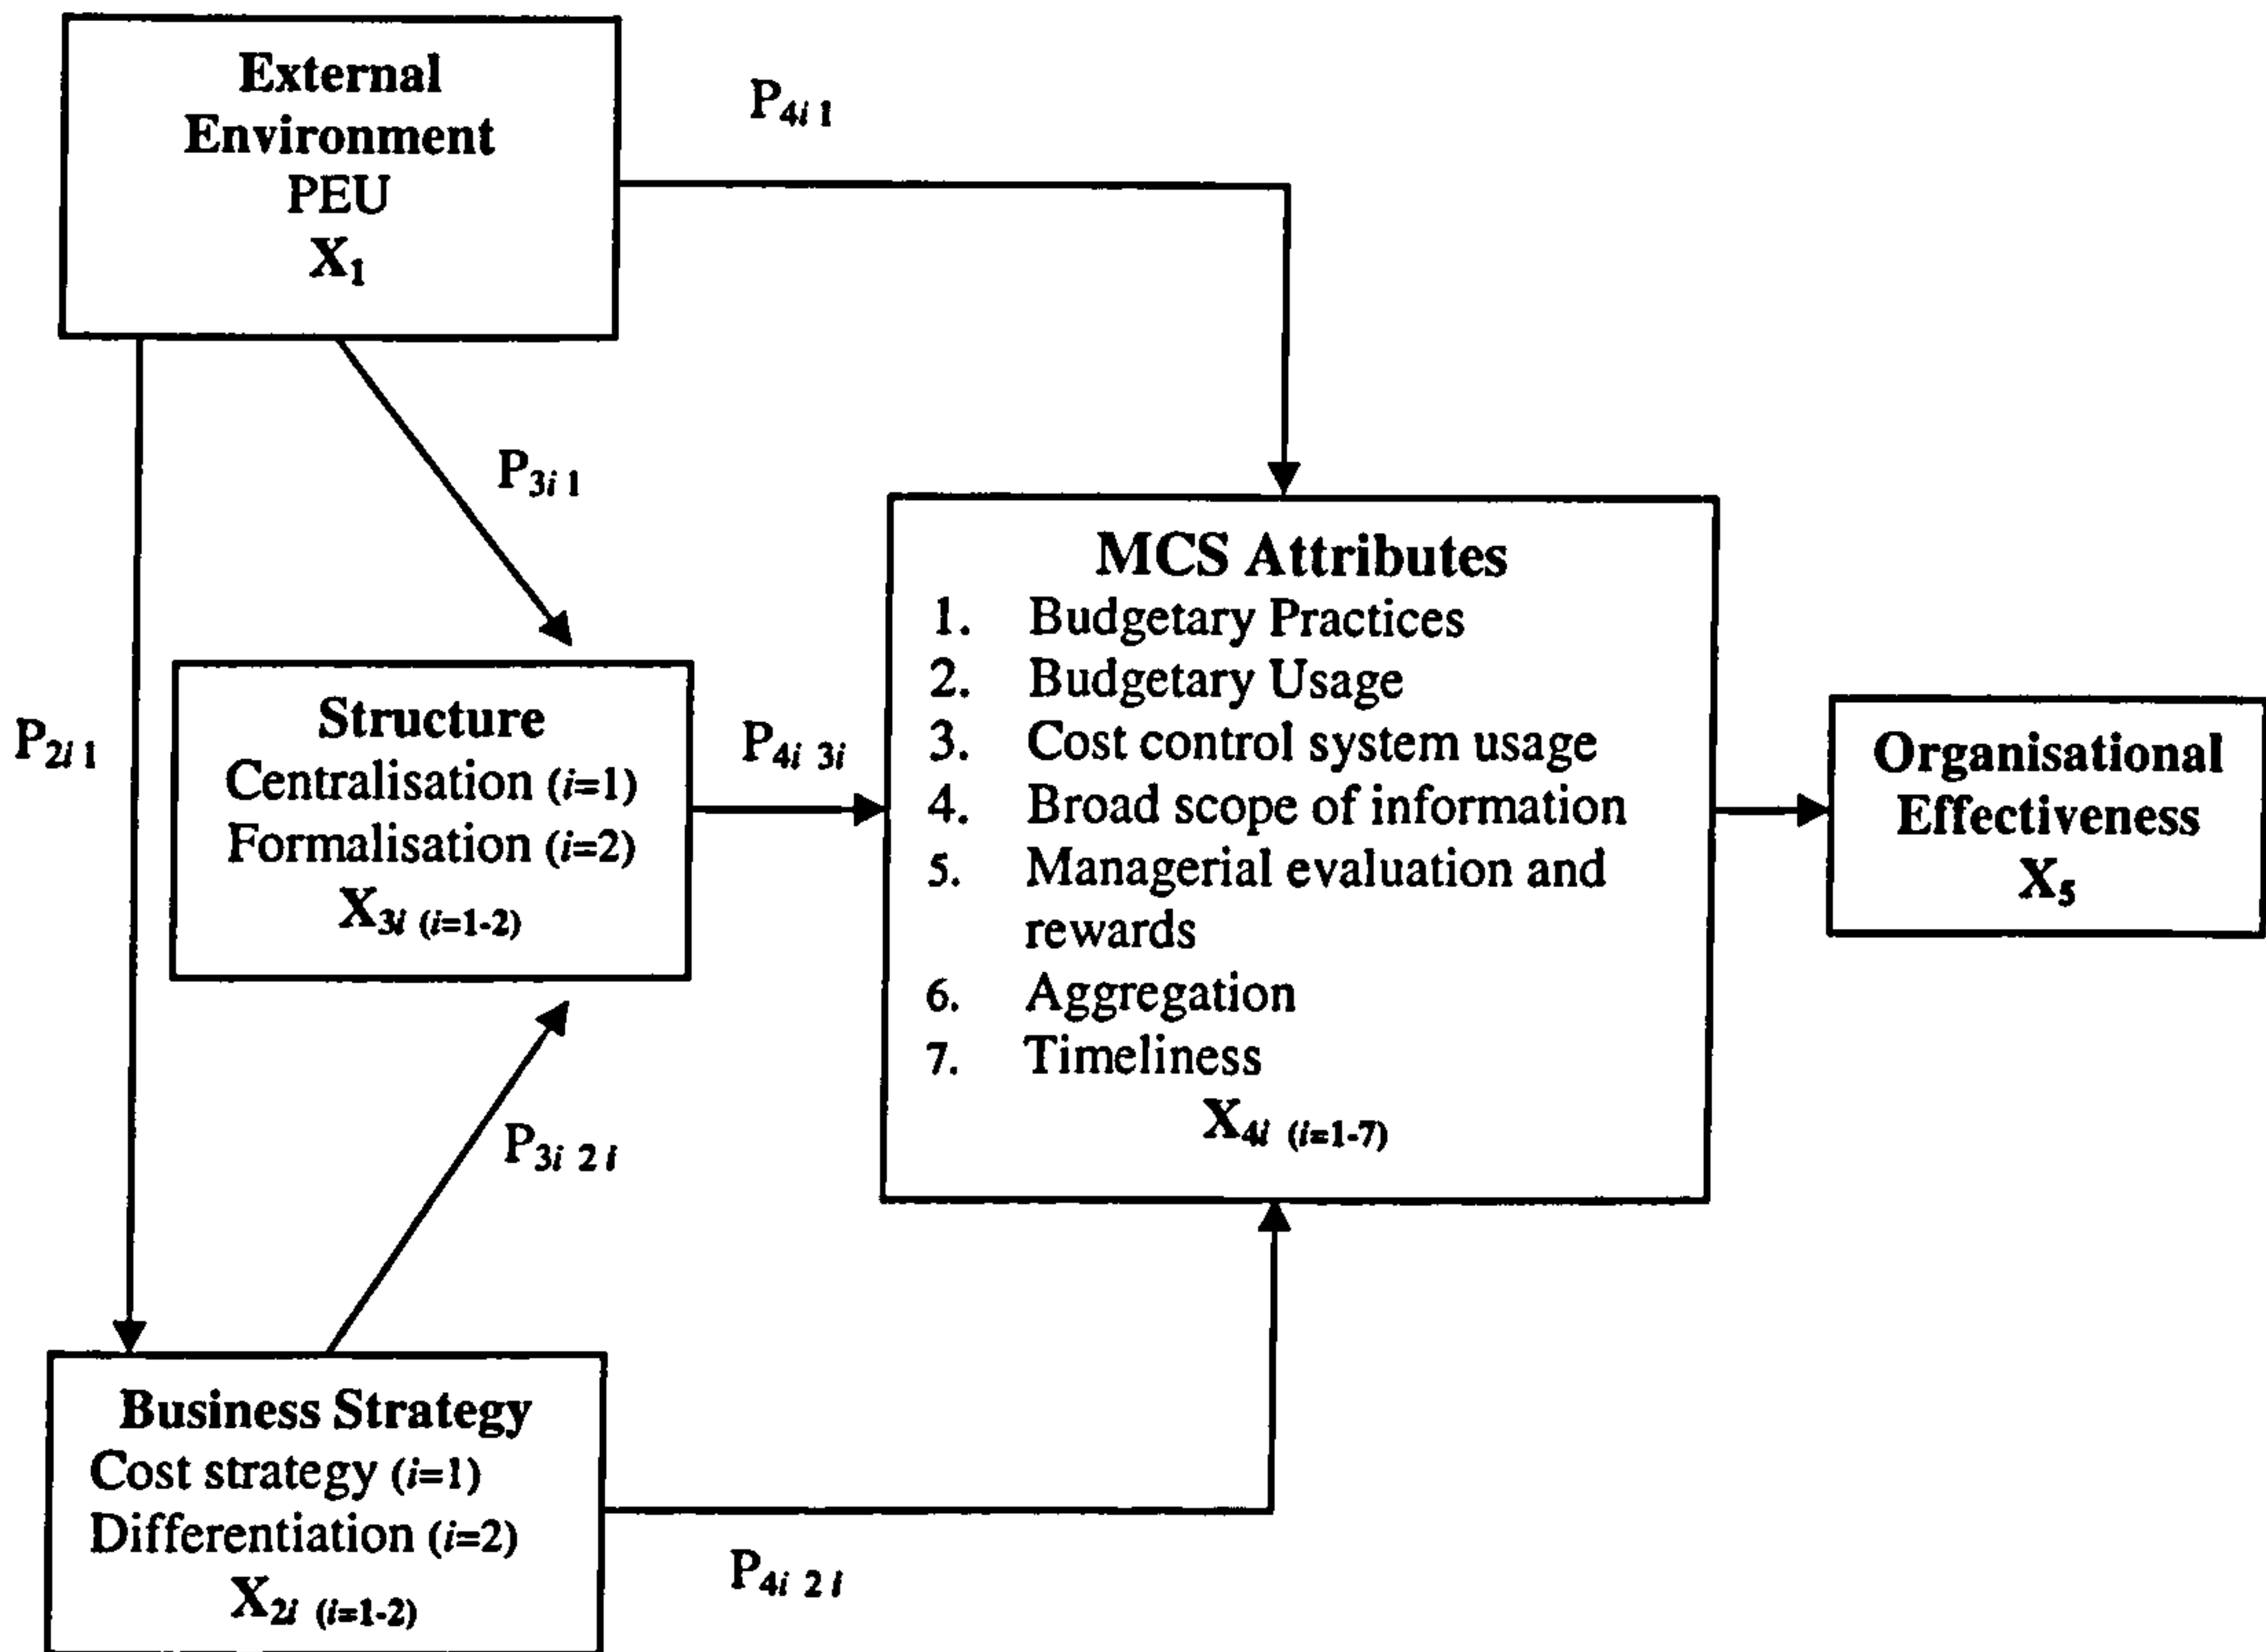 External
Environment
PEU
X₁
P₄ᵢ ₁
P₃ᵢ ₁
MCS Attributes
1. Budgetary Practices
2. Budgetary Usage
3. Cost control system usage
4. Broad scope of information
5. Managerial evaluation and
rewards
6. Aggregation
7. Timeliness
X₄ᵢ (i=1-7)
Structure
Centralisation (i=1)
Formalisation (i=2)
X₃ᵢ (i=1-2)
P₂ᵢ ₁
P₄ᵢ ₃ᵢ
Organisational
Effectiveness
X₅
P₃ᵢ ₂ᵢ
Business Strategy
Cost strategy (i=1)
Differentiation (i=2)
X₂ᵢ (i=1-2)
P₄ᵢ ₂ᵢ